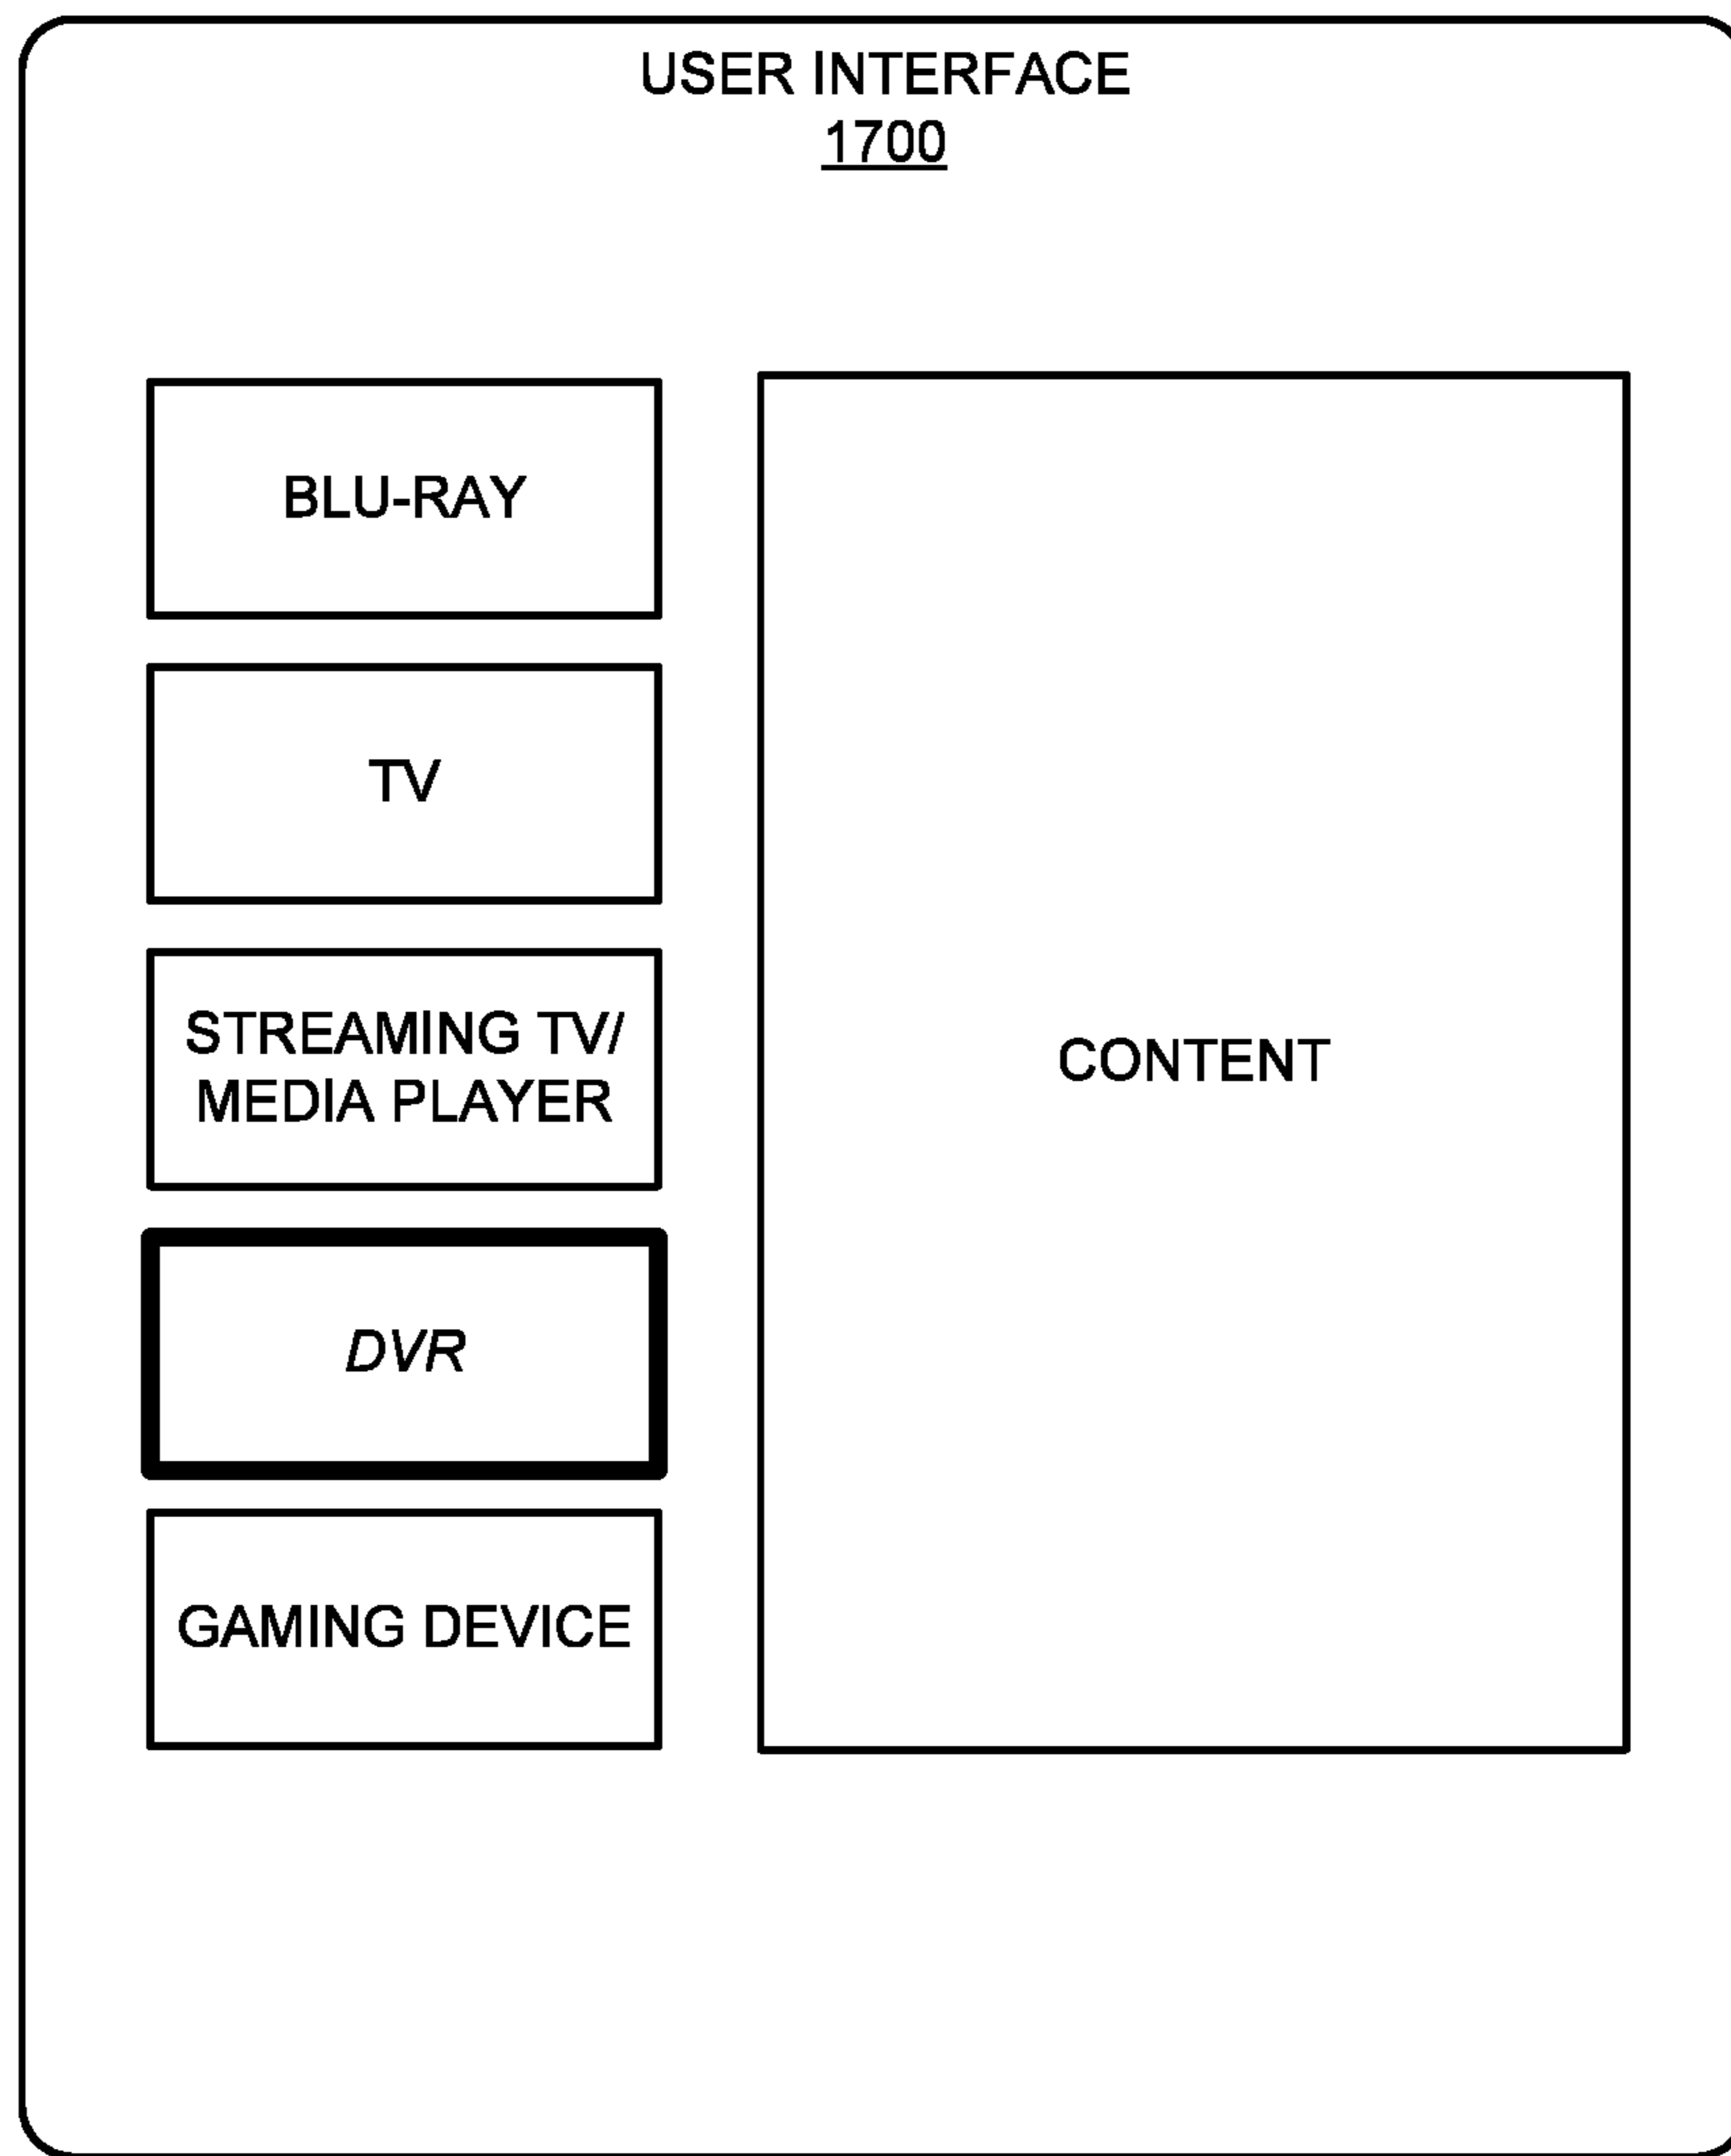 USER INTERFACE
1700
BLU-RAY
TV
STREAMING TV/
MEDIA PLAYER
DVR
GAMING DEVICE
CONTENT